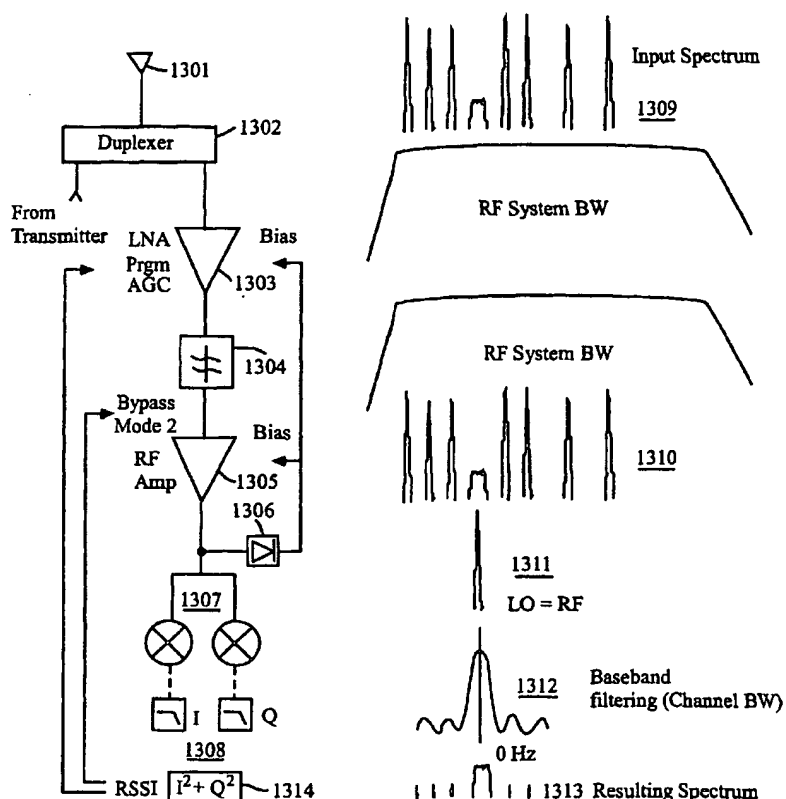 1301
1302
Duplexer
From
Transmitter
LNA
Prgm
AGC
Bias
1303
1304
Bypass
Mode 2
Bias
RF
Amp
1305
1306
1307
I
Q
1308
RSSI
I² + Q²
1314
Input Spectrum
1309
RF System BW
RF System BW
1310
1311
LO = RF
1312
Baseband
filtering (Channel BW)
0 Hz
1313 Resulting Spectrum